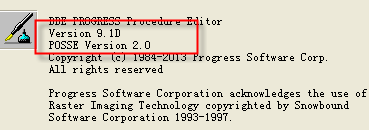 DDE PROGRESS Procedure Editor
Version 9.1D
POSSE Version 2.0
Copyright (c) 1984-2013 Progress Software Corp.
All rights reserved
Progress Software Corporation acknowledges the use of
Raster Imaging Technology copyrighted by Snowbound
Software Corporation 1993-1997.